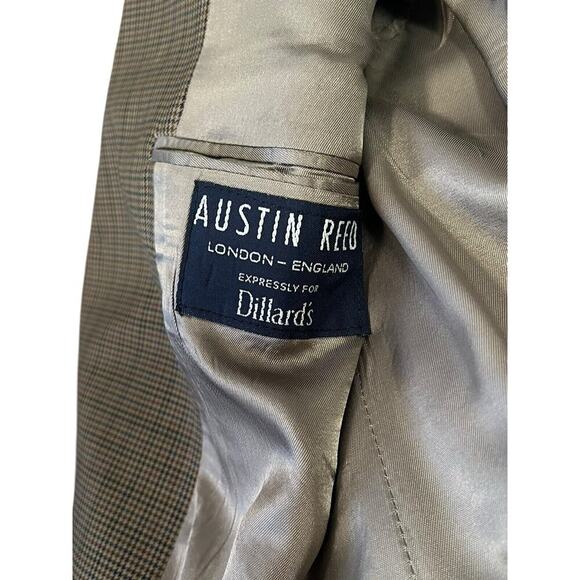 AUSTIN REED
LONDON – ENGLAND
EXPRESSLY FOR
Dillard's